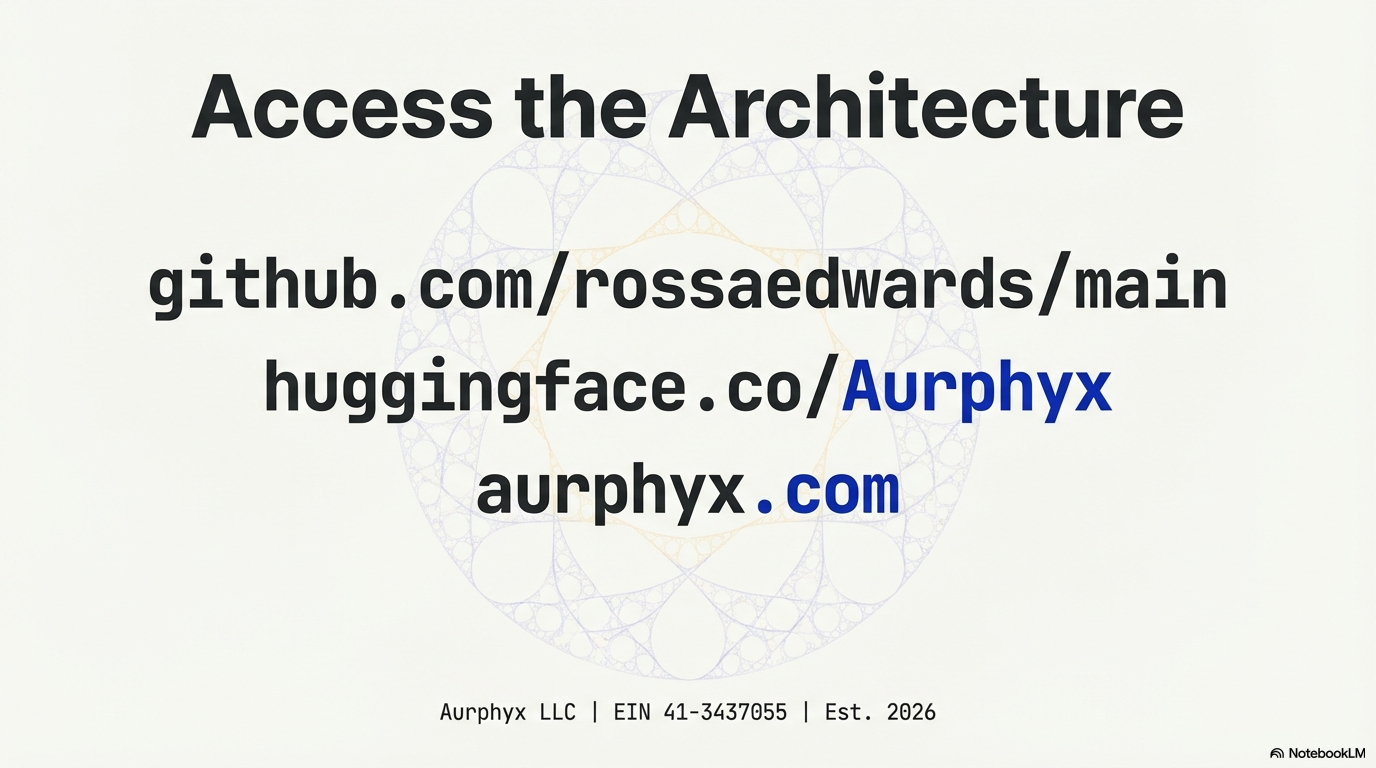 Access the Architecture
github.com/rossaedwards/main
huggingface.co/Aurphyx
aurphyx.com
Aurphyx LLC | EIN 41-3437055 | Est. 2026
NotebookLM